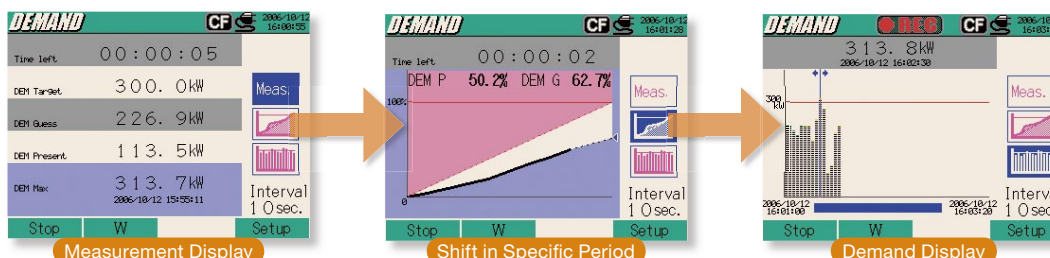 DEMAND
CF
2006/10/12
16:00:55
Time left 00:00:05
DEM Target 300. 0kW
DEM Guess 226. 9kW
DEM Present 113. 5kW
DEM Max 313. 7kW
2006/10/12 15:55:11
Meas.
Interval
10sec.
Stop W Setup
Measurement Display
DEMAND
CF
2006/10/12
16:01:28
Time left 00:00:02
DEM P 50.2% DEM G 62.7%
100%
0
Meas.
Interval
10sec.
Stop W Setup
Shift in Specific Period
DEMAND
REC
CF
2006/10
16:03:
313. 8kW
2006/10/12 16:02:30
300
kW
2006/10/12
16:01:00
2006/10/12
16:03:20
Meas.
Interv
10sec.
Stop W Setup
Demand Display